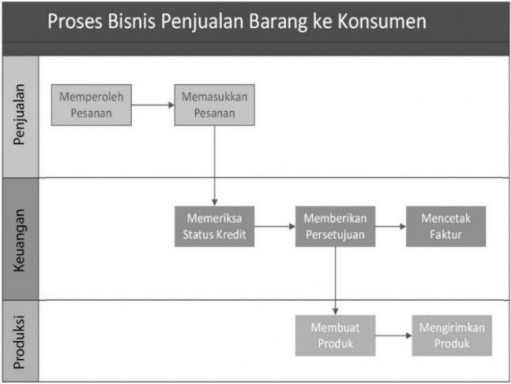 Proses Bisnis Penjualan Barang ke Konsumen
Penjualan
Memperoleh
Pesanan
Memasukkan
Pesanan
Keuangan
Memeriksa
Status Kredit
Memberikan
Persetujuan
Mencetak
Faktur
Produksi
Membuat
Produk
Mengirimkan
Produk